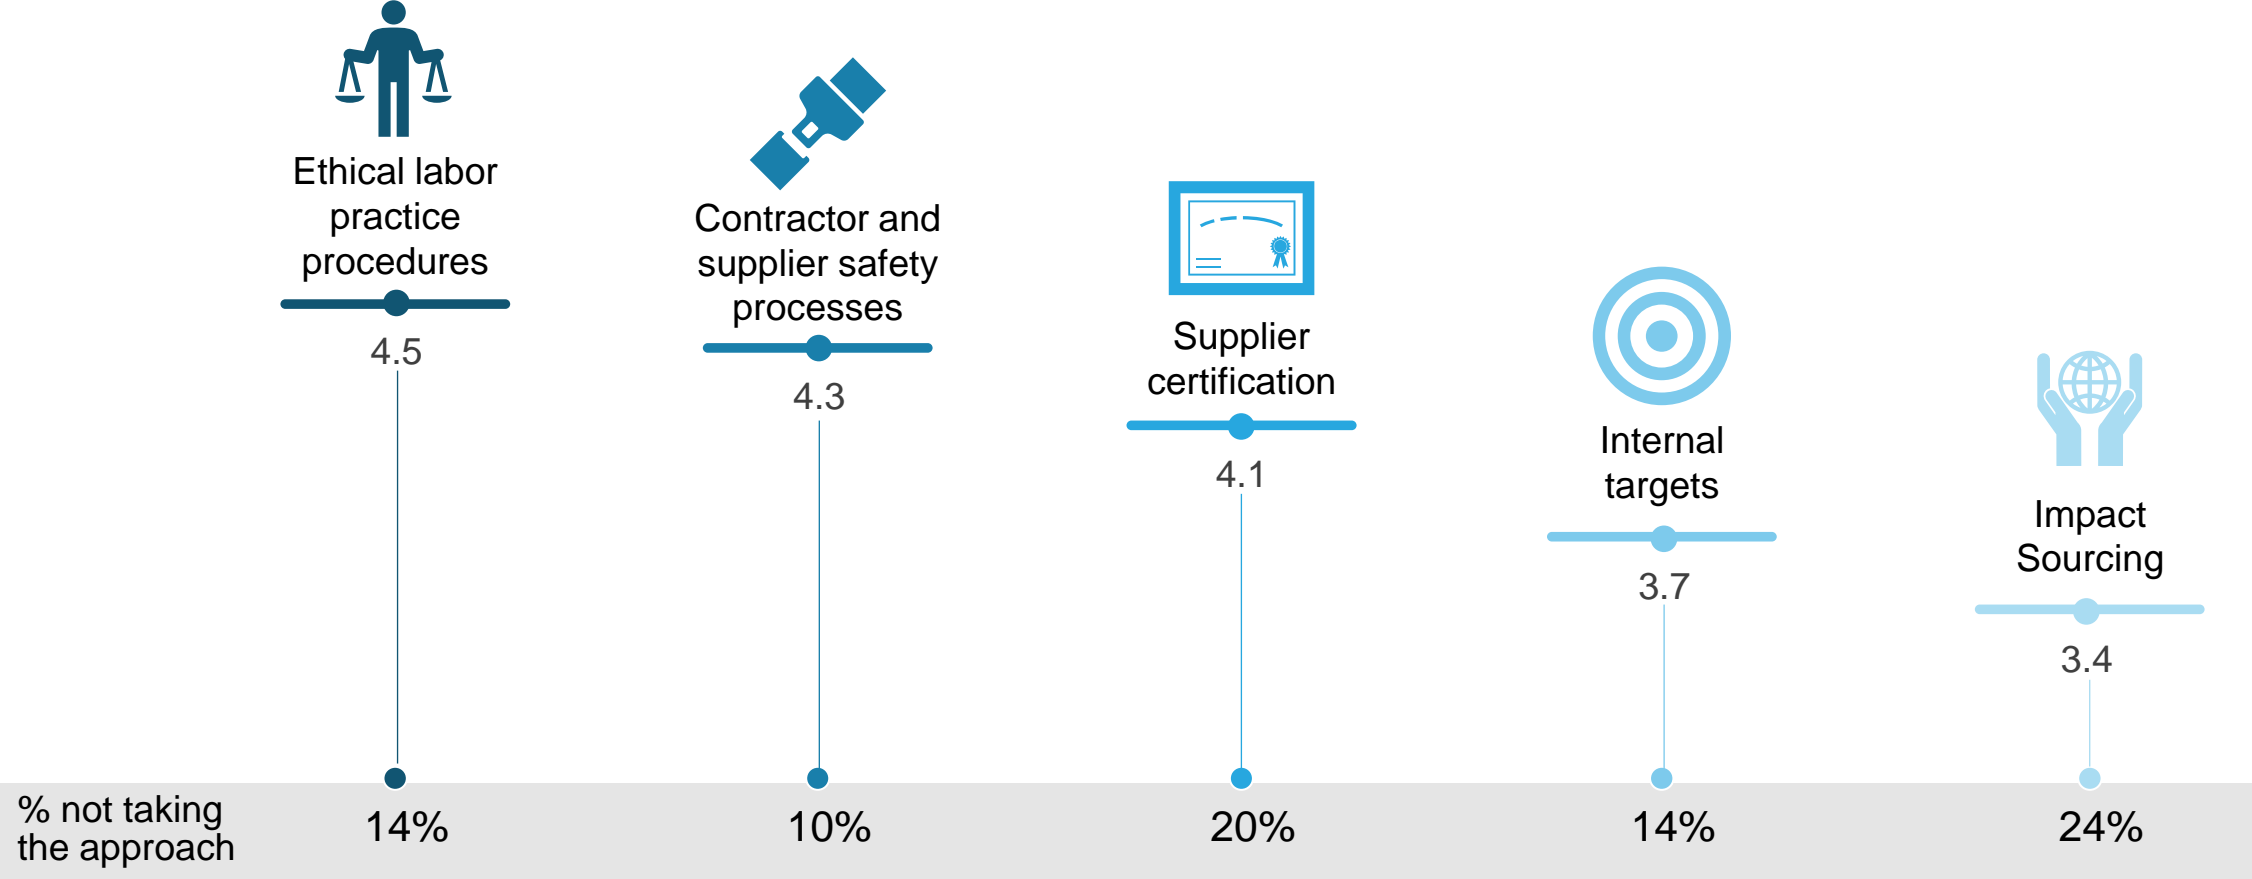 Ethical labor
practice
procedures
4.5
Contractor and
supplier safety
processes
4.3
Supplier
certification
4.1
Internal
targets
3.7
Impact
Sourcing
3.4
% not taking
the approach
14%
10%
20%
14%
24%